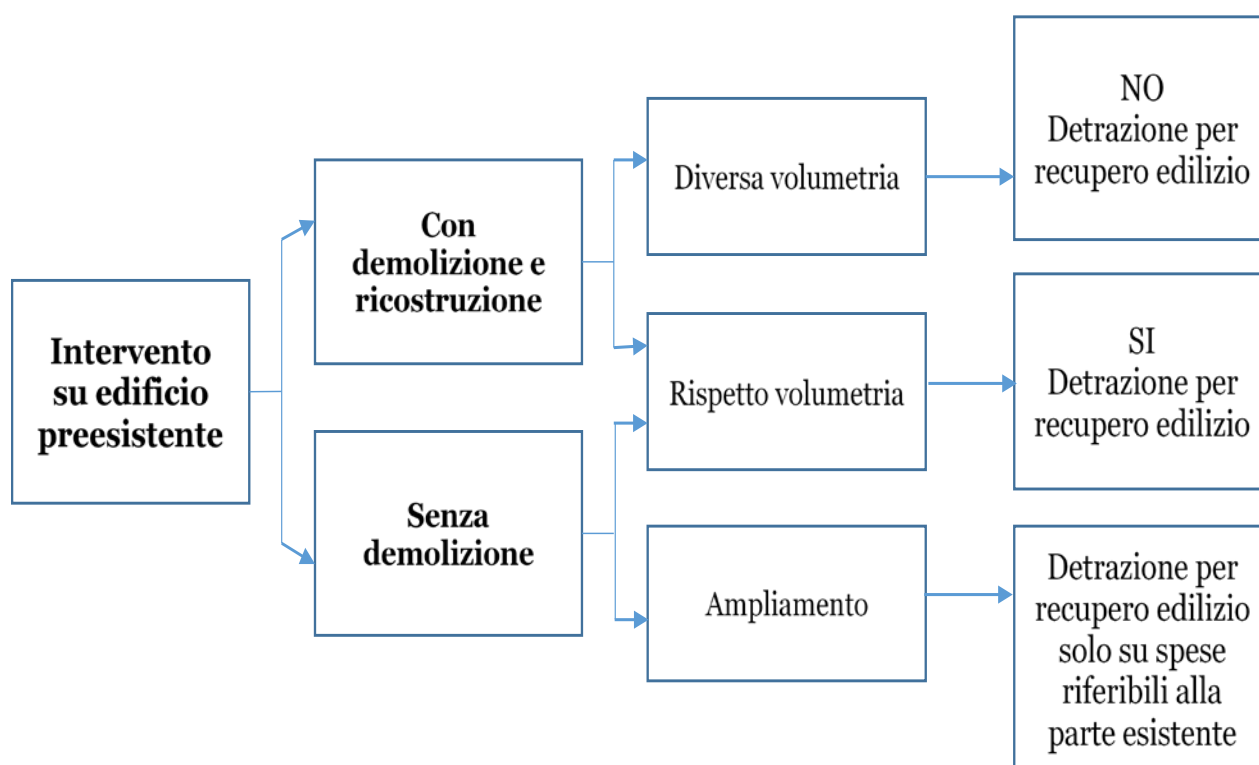 Intervento
su edificio
preesistente
Con
demolizione e
ricostruzione
Senza
demolizione
Diversa volumetria
Rispetto volumetria
Ampliamento
NO
Detrazione per
recupero edilizio
SI
Detrazione per
recupero edilizio
Detrazione per
recupero edilizio
solo su spese
riferibili alla
parte esistente